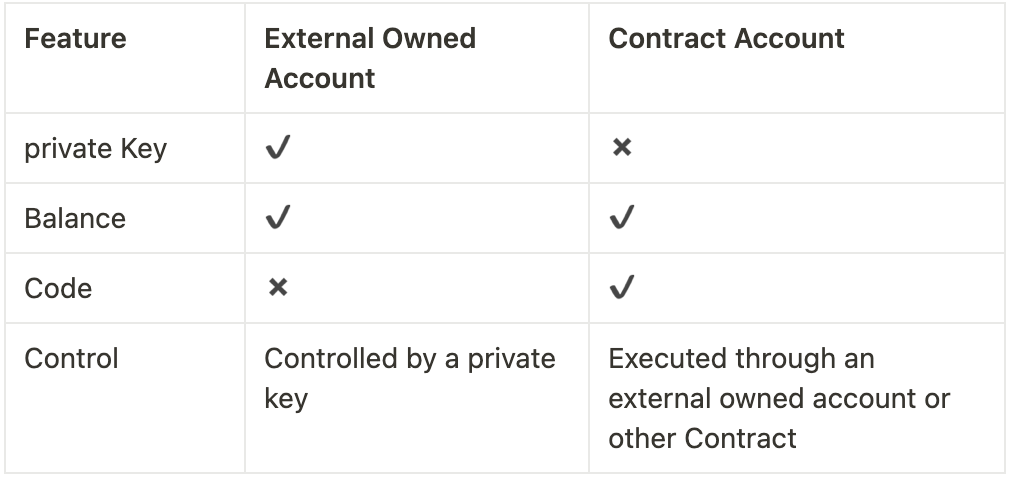 Feature
External Owned
Account
Contract Account
private Key
✔
✖
Balance
✔
✔
Code
✖
✔
Control
Controlled by a private
key
Executed through an
external owned account or
other Contract